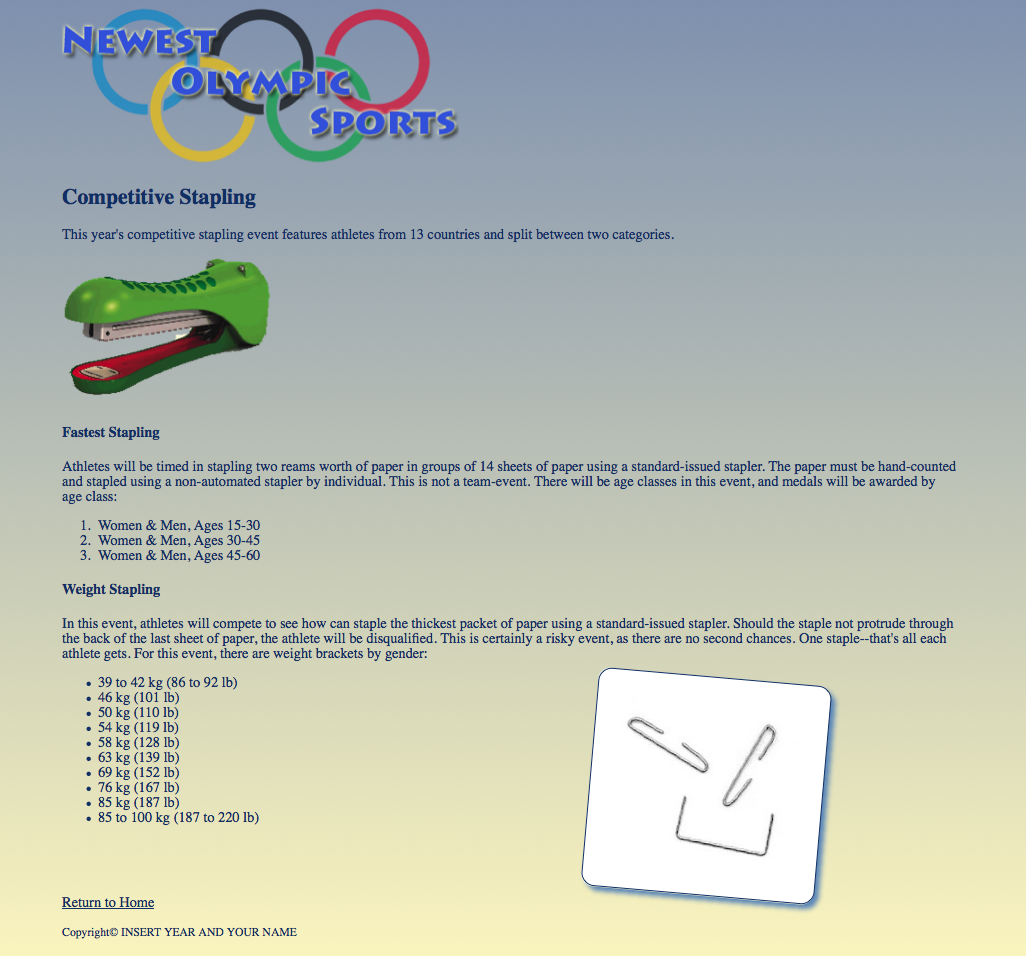 Newest
Olympic
Sports
Competitive Stapling
This year's competitive stapling event features athletes from 13 countries and split between two categories.
Fastest Stapling
Athletes will be timed in stapling two reams worth of paper in groups of 14 sheets of paper using a standard-issued stapler. The paper must be hand-counted
and stapled using a non-automated stapler by individual. This is not a team-event. There will be age classes in this event, and medals will be awarded by
age class:
1. Women & Men, Ages 15-30
2. Women & Men, Ages 30-45
3. Women & Men, Ages 45-60
Weight Stapling
In this event, athletes will compete to see how can staple the thickest packet of paper using a standard-issued stapler. Should the staple not protrude through
the back of the last sheet of paper, the athlete will be disqualified. This is certainly a risky event, as there are no second chances. One staple--that's all each
athlete gets. For this event, there are weight brackets by gender:
• 39 to 42 kg (86 to 92 lb)
• 46 kg (101 lb)
• 50 kg (110 lb)
• 54 kg (119 lb)
• 58 kg (128 lb)
• 63 kg (139 lb)
• 69 kg (152 lb)
• 76 kg (167 lb)
• 85 kg (187 lb)
• 85 to 100 kg (187 to 220 lb)
Return to Home
Copyright© INSERT YEAR AND YOUR NAME